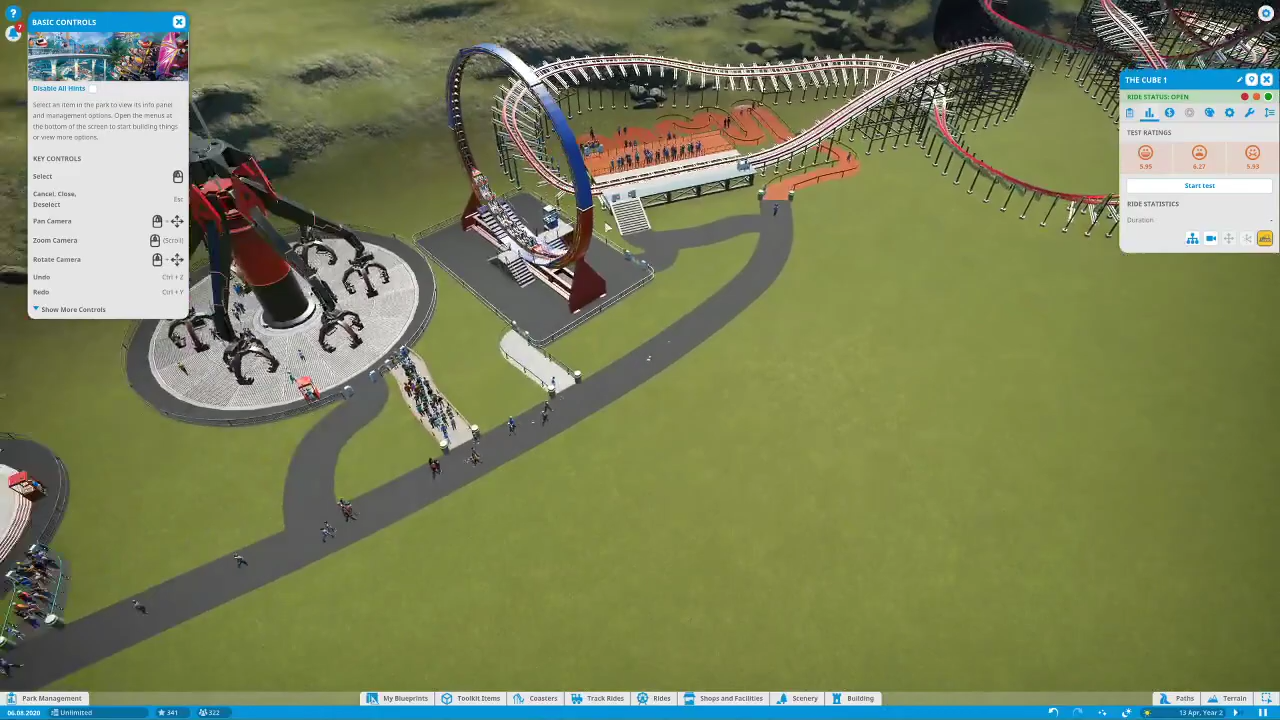 ?
7
BASIC CONTROLS
Disable All Hints
Select an item in the park to view its info panel
and management options. Open the menus at
the bottom of the screen to start building things
or view more options.
KEY CONTROLS
Select
Cancel, Close,
Deselect
Esc
Pan Camera
Zoom Camera
(Scroll)
Rotate Camera
Undo
Ctrl + Z
Redo
Ctrl + Y
Show More Controls
THE CUBE 1
RIDE STATUS: OPEN
TEST RATINGS
5.95
6.27
5.93
Start test
RIDE STATISTICS
Duration
-
Park Management
My Blueprints
Toolkit Items
Coasters
Track Rides
Rides
Shops and Facilities
Scenery
Building
Paths
Terrain
06.08.2020
Unlimited
341
322
13 Apr, Year 2